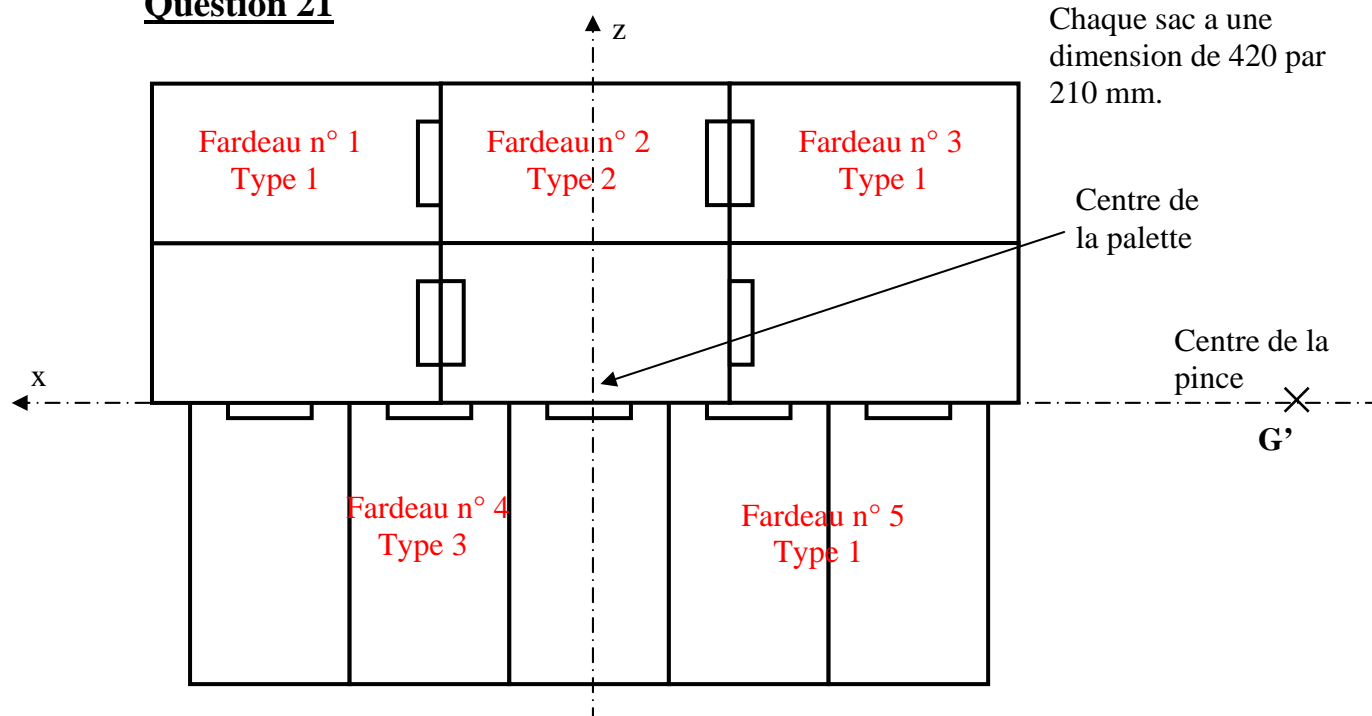 Question 21
z
Chaque sac a une
dimension de 420 par
210 mm.
Fardeau n° 1
Type 1
Fardeau n° 2
Type 2
Fardeau n° 3
Type 1
Centre de
la palette
Centre de la
pince
x
G’
Fardeau n° 4
Type 3
Fardeau n° 5
Type 1